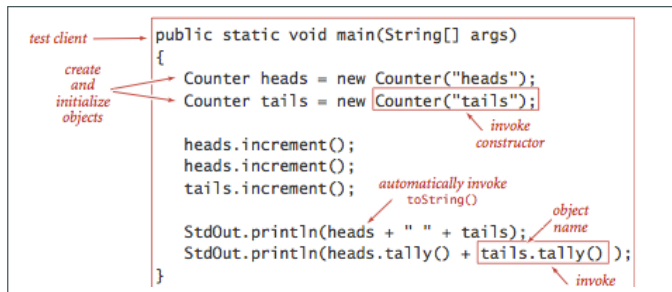 test client
public static void main(String[] args)
{
create
and
initialize
objects
Counter heads = new Counter("heads");
Counter tails = new Counter("tails");
invoke
constructor
heads.increment();
heads.increment();
tails.increment();
automatically invoke
toString()
object
name
StdOut.println(heads + " " + tails);
StdOut.println(heads.tally() + tails.tally() );
}
invoke